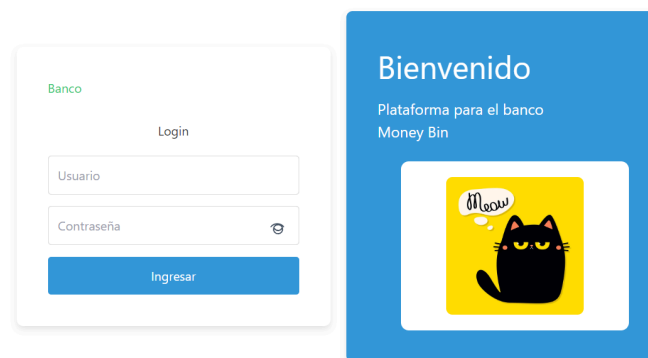 Banco
Login
Usuario
Contraseña
Ingresar
Bienvenido
Plataforma para el banco
Money Bin
Meow